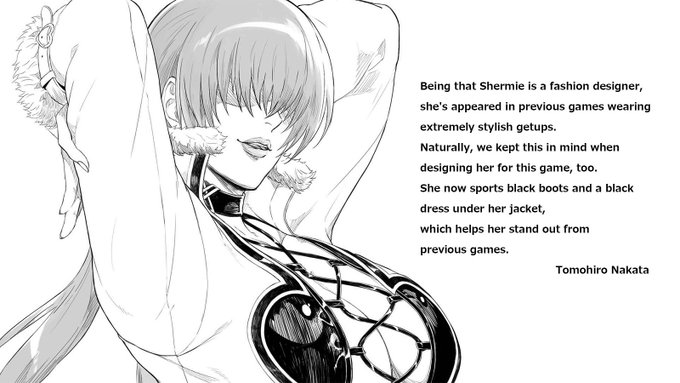 Being that Shermie is a fashion designer,
she's appeared in previous games wearing
extremely stylish getups.
Naturally, we kept this in mind when
designing her for this game, too.
She now sports black boots and a black
dress under her jacket,
which helps her stand out from
previous games.
Tomohiro Nakata